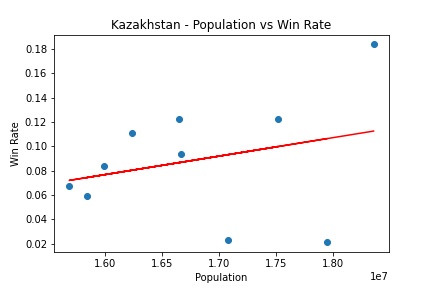 Kazakhstan - Population vs Win Rate
0.18
0.16
0.14
0.12
0.10
0.08
0.06
0.04
0.02
Win Rate
1.60 1.65 1.70 1.75 1.80
1e7
Population